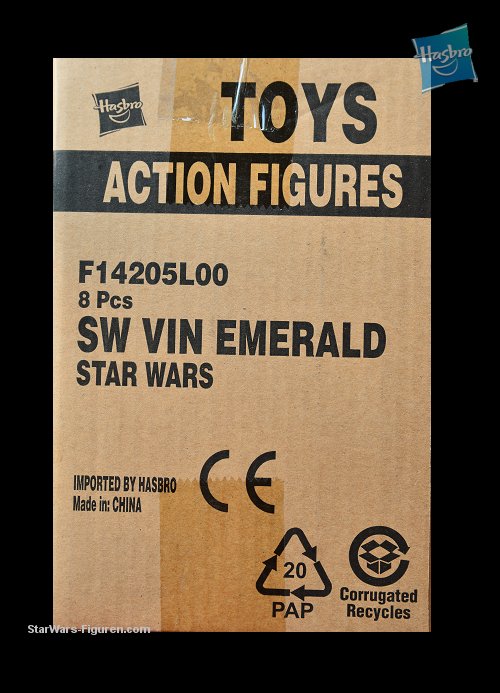 Hasbro
Hasbro
TOYS
ACTION FIGURES
F14205L00
8 Pcs
SW VIN EMERALD
STAR WARS
IMPORTED BY HASBRO
Made in: CHINA
CE
20
PAP
Corrugated
Recycles
StarWars-Figuren.com